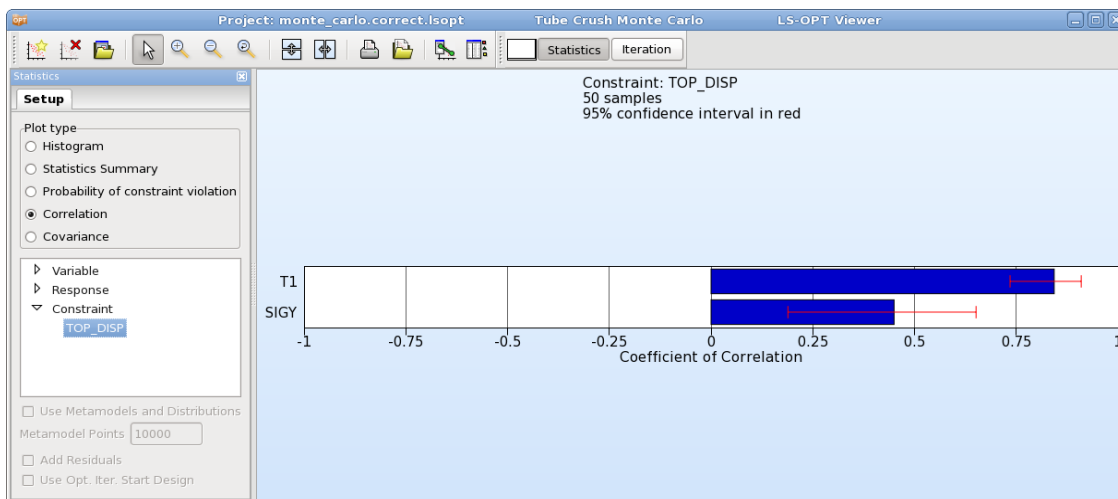 OPT Project: monte_carlo.correct.lsopt Tube Crush Monte Carlo LS-OPT Viewer
Statistics Iteration
Statistics
Setup
Plot type
Histogram
Statistics Summary
Probability of constraint violation
Correlation
Covariance
Variable
Response
Constraint
TOP_DISP
Use Metamodels and Distributions
Metamodel Points 10000
Add Residuals
Use Opt. Iter. Start Design
Constraint: TOP_DISP
50 samples
95% confidence interval in red
T1
SIGY
-1 -0.75 -0.5 -0.25 0 0.25 0.5 0.75 1
Coefficient of Correlation